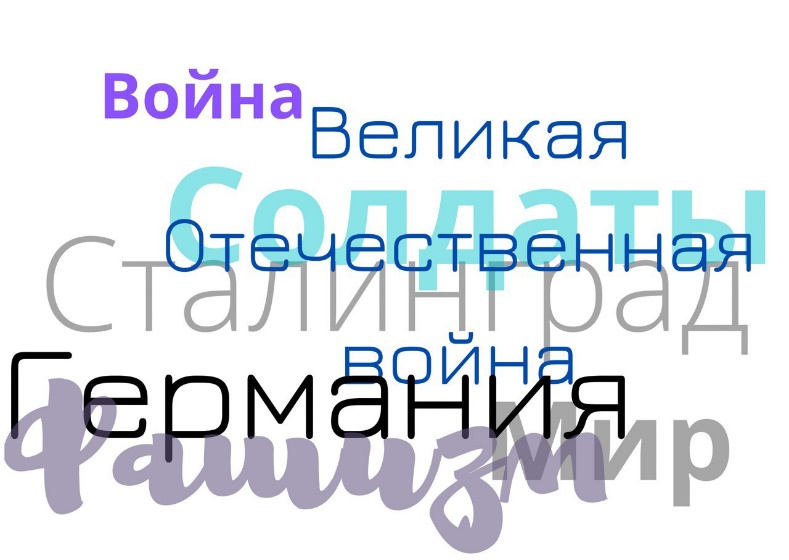 Война
Великая
Солдаты
Отечественная
Сталинград
война
Германия
Фашизм
Мир